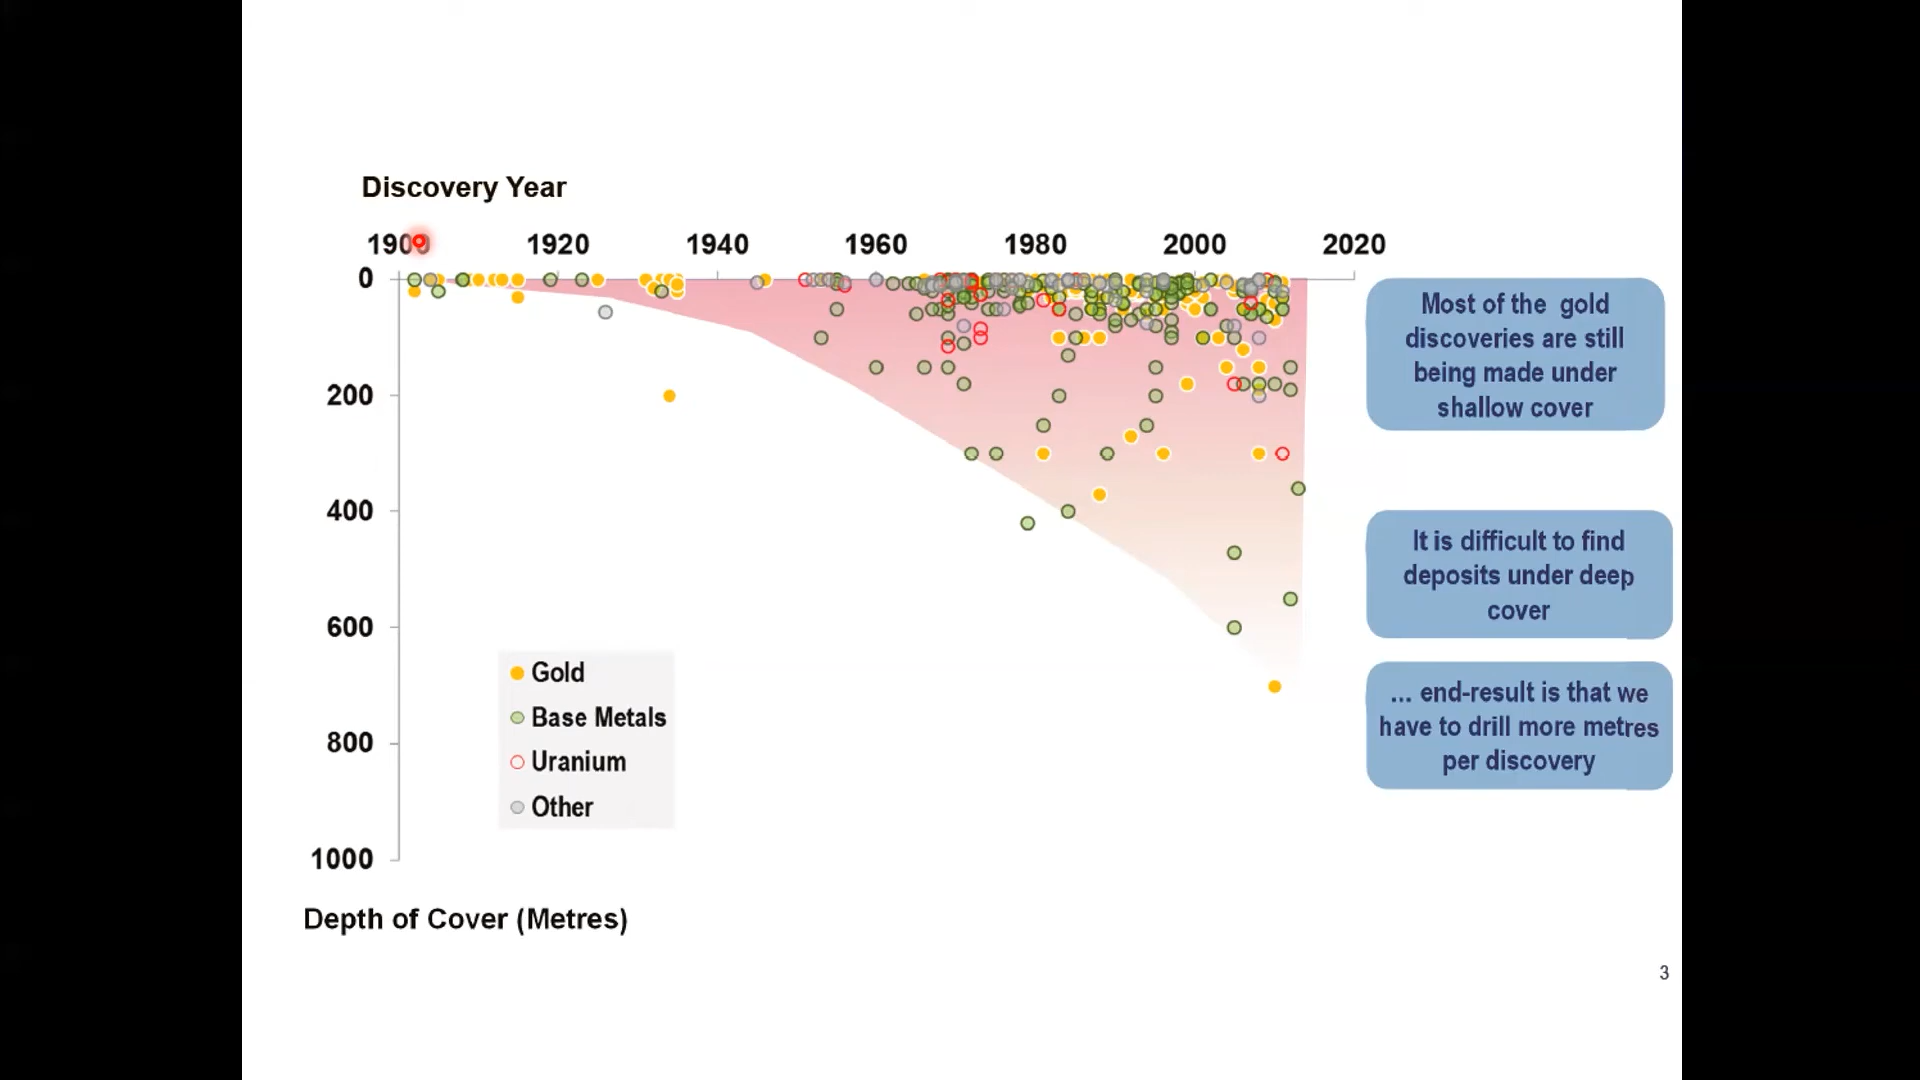 Discovery Year
1900 1920 1940 1960 1980 2000 2020
0
200
400
600
800
1000
Gold
Base Metals
Uranium
Other
Depth of Cover (Metres)
Most of the gold
discoveries are still
being made under
shallow cover
It is difficult to find
deposits under deep
cover
... end-result is that we
have to drill more metres
per discovery
3